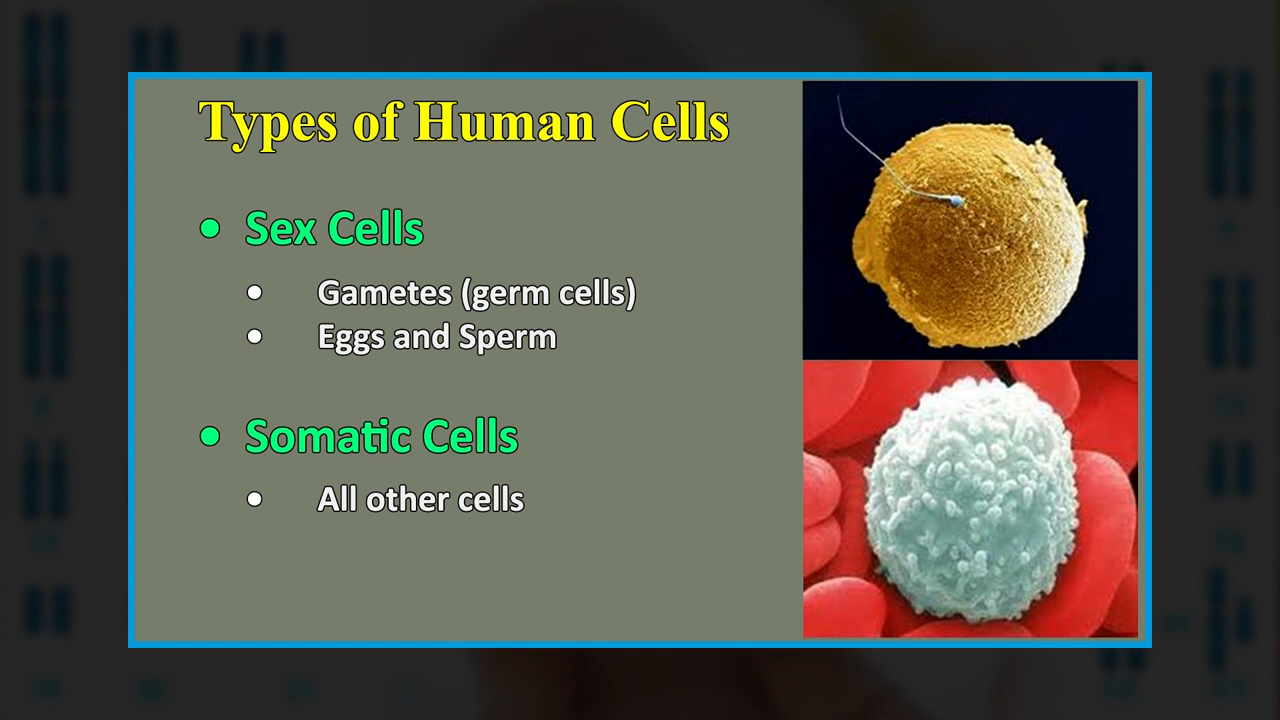 Types of Human Cells
• Sex Cells
• Gametes (germ cells)
• Eggs and Sperm
• Somatic Cells
• All other cells